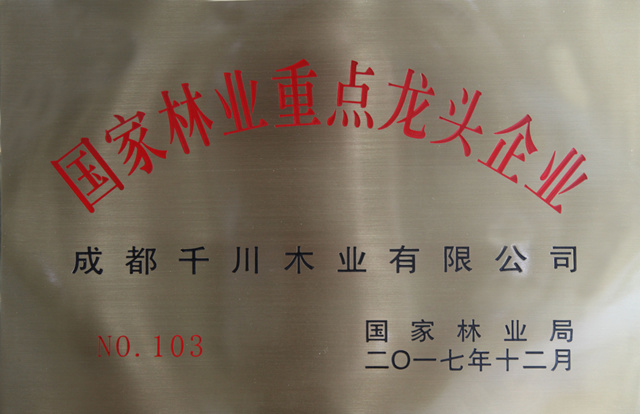 国家林业重点龙头企业
成都千川木业有限公司
NO.103
国家林业局
二〇一七年十二月